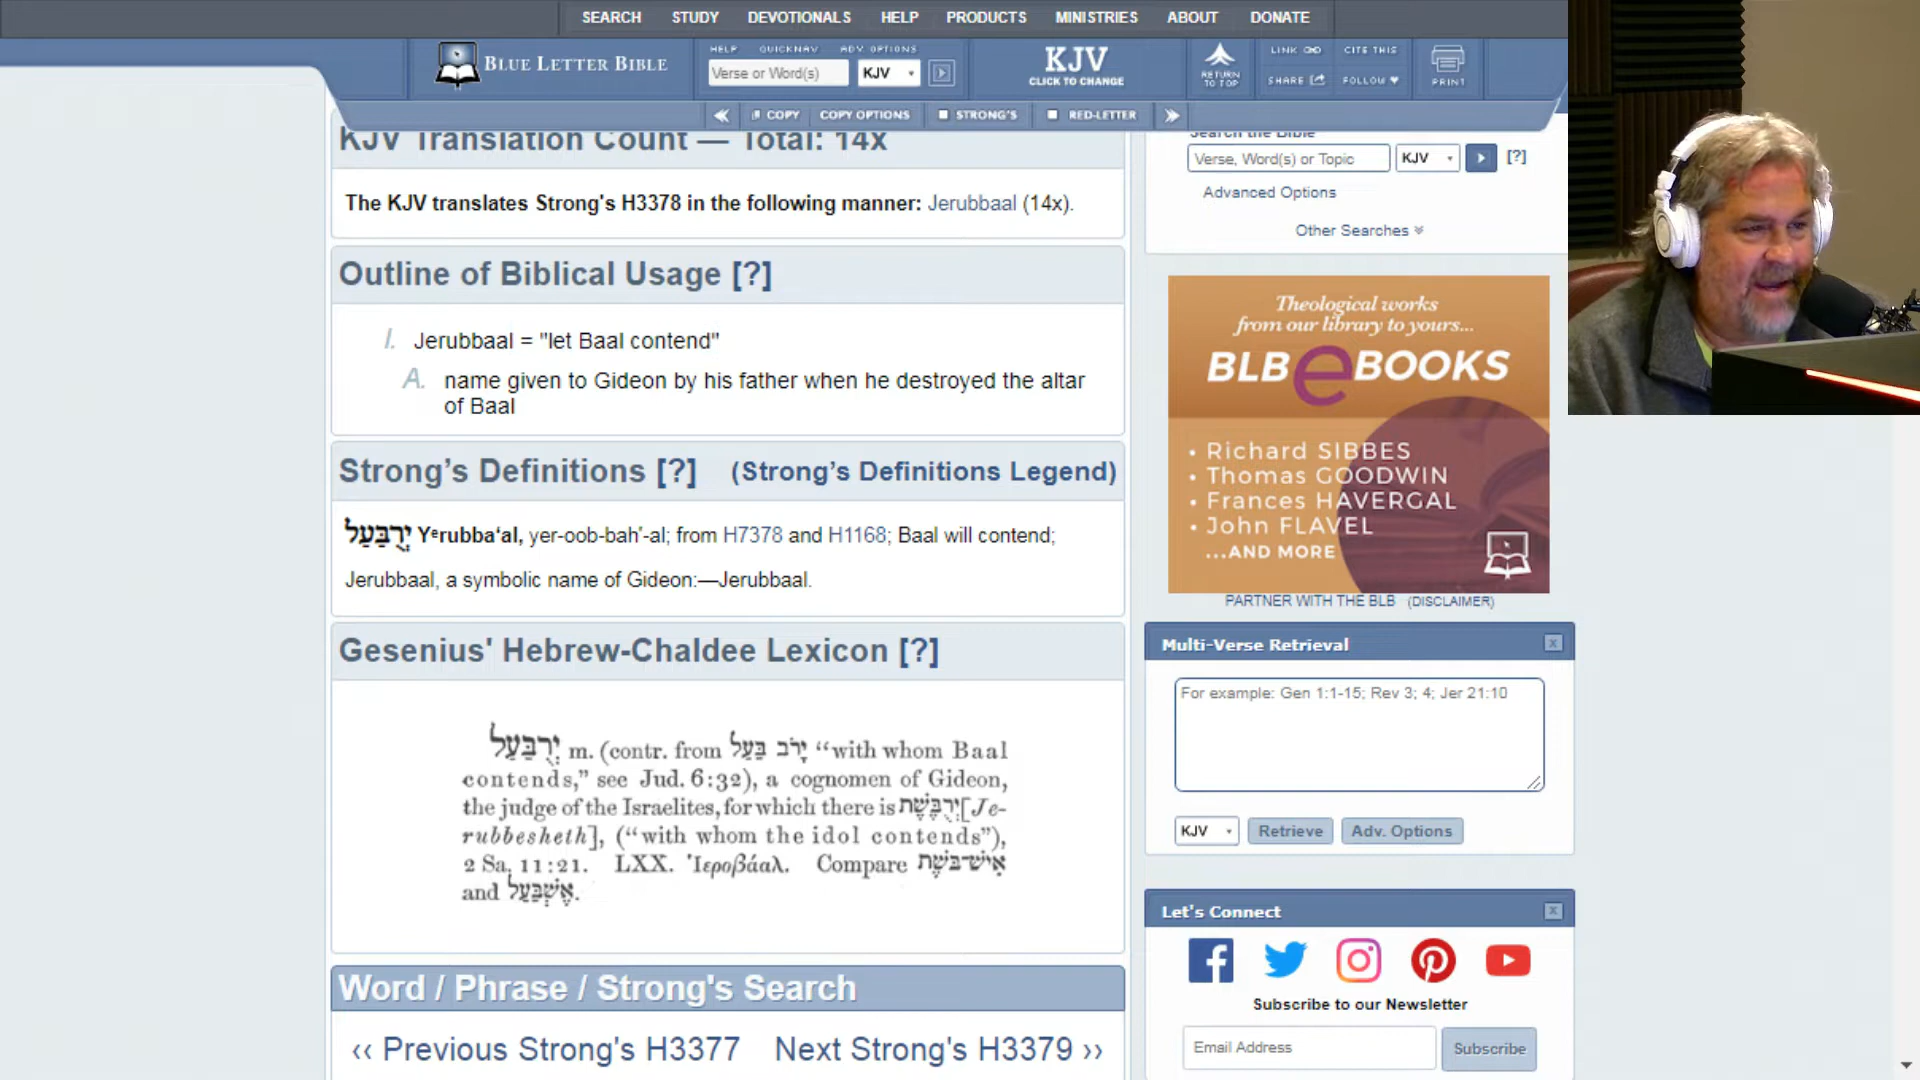 SEARCH STUDY DEVOTIONALS HELP PRODUCTS MINISTRIES ABOUT DONATE
BLUE LETTER BIBLE
HELP QUICKNAV ADV OPTIONS
Verse or Word(s) KJV
KJV
CLICK TO CHANGE
RETURN
TO TOP
LINK CITE THIS
SHARE FOLLOW
PRINT
COPY COPY OPTIONS STRONG'S RED-LETTER
KJV Translation Count — Total: 14x
The KJV translates Strong's H3378 in the following manner: Jerubbaal (14x).
Outline of Biblical Usage [?]
I. Jerubbaal = "let Baal contend"
A. name given to Gideon by his father when he destroyed the altar
of Baal
Strong's Definitions [?] (Strong's Definitions Legend)
יְרֻבַּעַל Yᵉrubbaʻal, yer-oob-bah'-al; from H7378 and H1168; Baal will contend;
Jerubbaal, a symbolic name of Gideon:—Jerubbaal.
Gesenius' Hebrew-Chaldee Lexicon [?]
יְרֻבַּעַל m. (contr. from יָרֹב בַּעַל “with whom Baal
contends,” see Jud. 6:32), a cognomen of Gideon,
the judge of the Israelites, for which there is יְרֻבֶּשֶׁת [Je-
rubbesheth], (“with whom the idol contends”),
2 Sa. 11:21. LXX. Ἱεροβάαλ. Compare אִישׁ־בּשֶׁת
and אֶשְׁבַּעַל.
Word / Phrase / Strong's Search
‹‹ Previous Strong's H3377 Next Strong's H3379 ››
Search the Bible
Verse, Word(s) or Topic KJV [?]
Advanced Options
Other Searches
Theological works
from our library to yours...
BLB eBOOKS
• Richard SIBBES
• Thomas GOODWIN
• Frances HAVERGAL
• John FLAVEL
...AND MORE
PARTNER WITH THE BLB (DISCLAIMER)
Multi-Verse Retrieval x
For example: Gen 1:1-15; Rev 3; 4; Jer 21:10
KJV Retrieve Adv. Options
Let's Connect x
Subscribe to our Newsletter
Email Address Subscribe